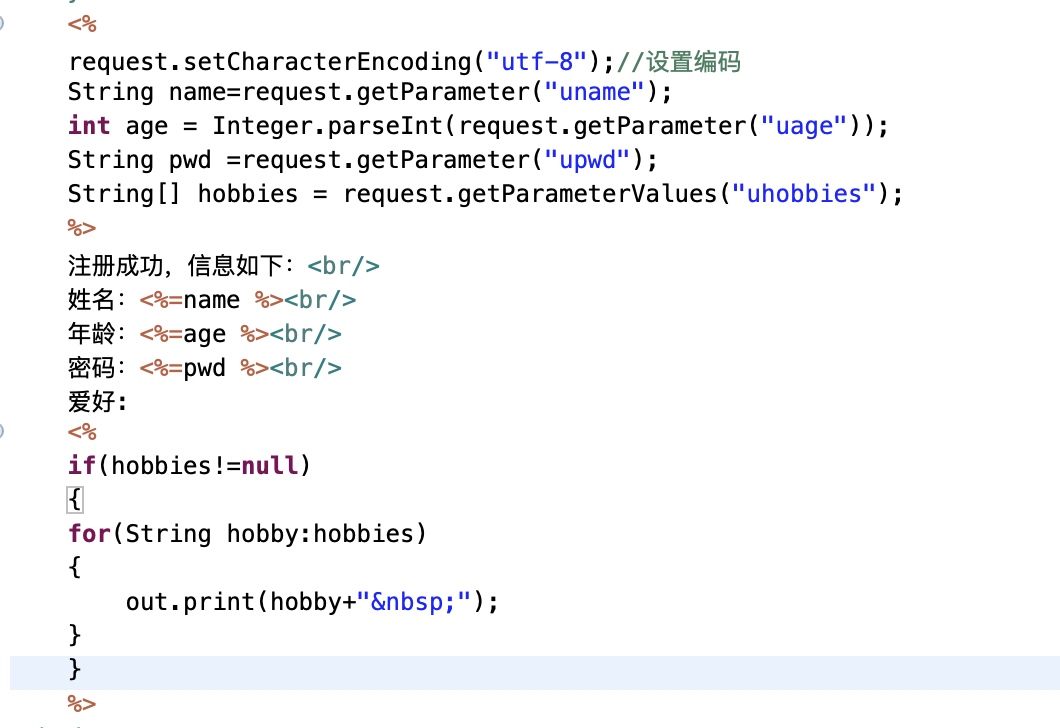 <%
request.setCharacterEncoding("utf-8");//设置编码
String name=request.getParameter("uname");
int age = Integer.parseInt(request.getParameter("uage"));
String pwd =request.getParameter("upwd");
String[] hobbies = request.getParameterValues("uhobbies");
%>
注册成功，信息如下：<br/>
姓名：<%=name %><br/>
年龄：<%=age %><br/>
密码：<%=pwd %><br/>
爱好:
<%
if(hobbies!=null)
{
for(String hobby:hobbies)
{
    out.print(hobby+"&nbsp;");
}
}
%>